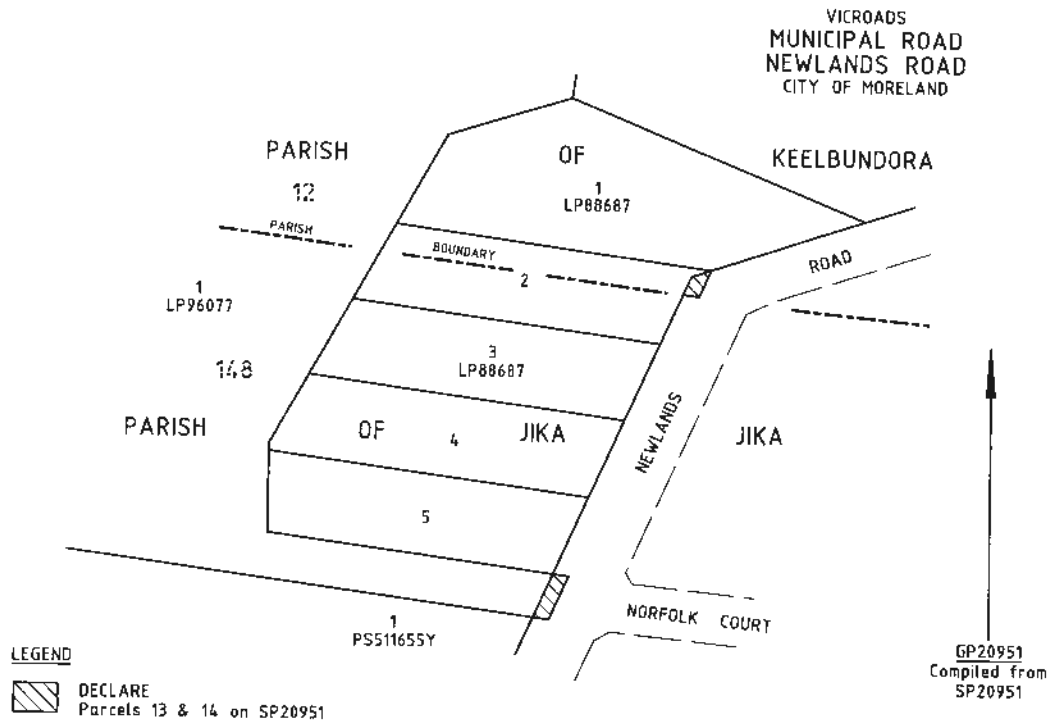 VICROADS
MUNICIPAL ROAD
NEWLANDS ROAD
CITY OF MORELAND
PARISH
OF
KEELBUNDORA
12
1
LP88687
PARISH
BOUNDARY
2
ROAD
1
LP96077
3
LP88687
148
NEWLANDS
PARISH
OF
4
JIKA
JIKA
5
NORFOLK COURT
1
PS511655Y
LEGEND
DECLARE
Parcels 13 & 14 on SP20951
GP20951
Compiled from
SP20951